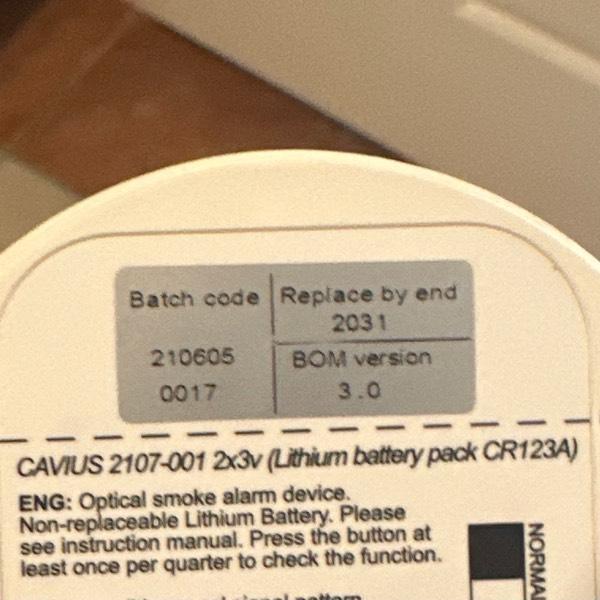 Batch code
210605
0017
Replace by end
2031
BOM version
3.0
CAVIUS 2107-001 2x3v (Lithium battery pack CR123A)
ENG: Optical smoke alarm device.
Non-replaceable Lithium Battery. Please
see instruction manual. Press the button at
least once per quarter to check the function.